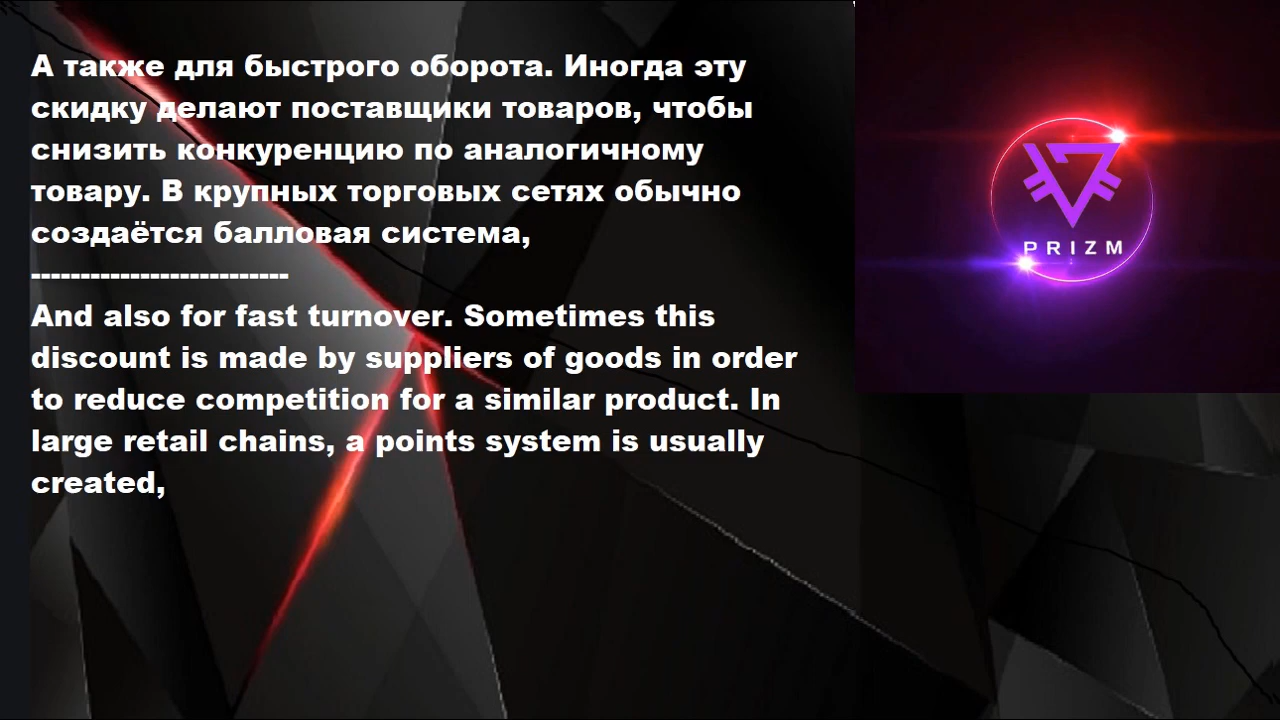 А также для быстрого оборота. Иногда эту
скидку делают поставщики товаров, чтобы
снизить конкуренцию по аналогичному
товару. В крупных торговых сетях обычно
создаётся балловая система,
--------------------------
And also for fast turnover. Sometimes this
discount is made by suppliers of goods in order
to reduce competition for a similar product. In
large retail chains, a points system is usually
created,
PRIZM